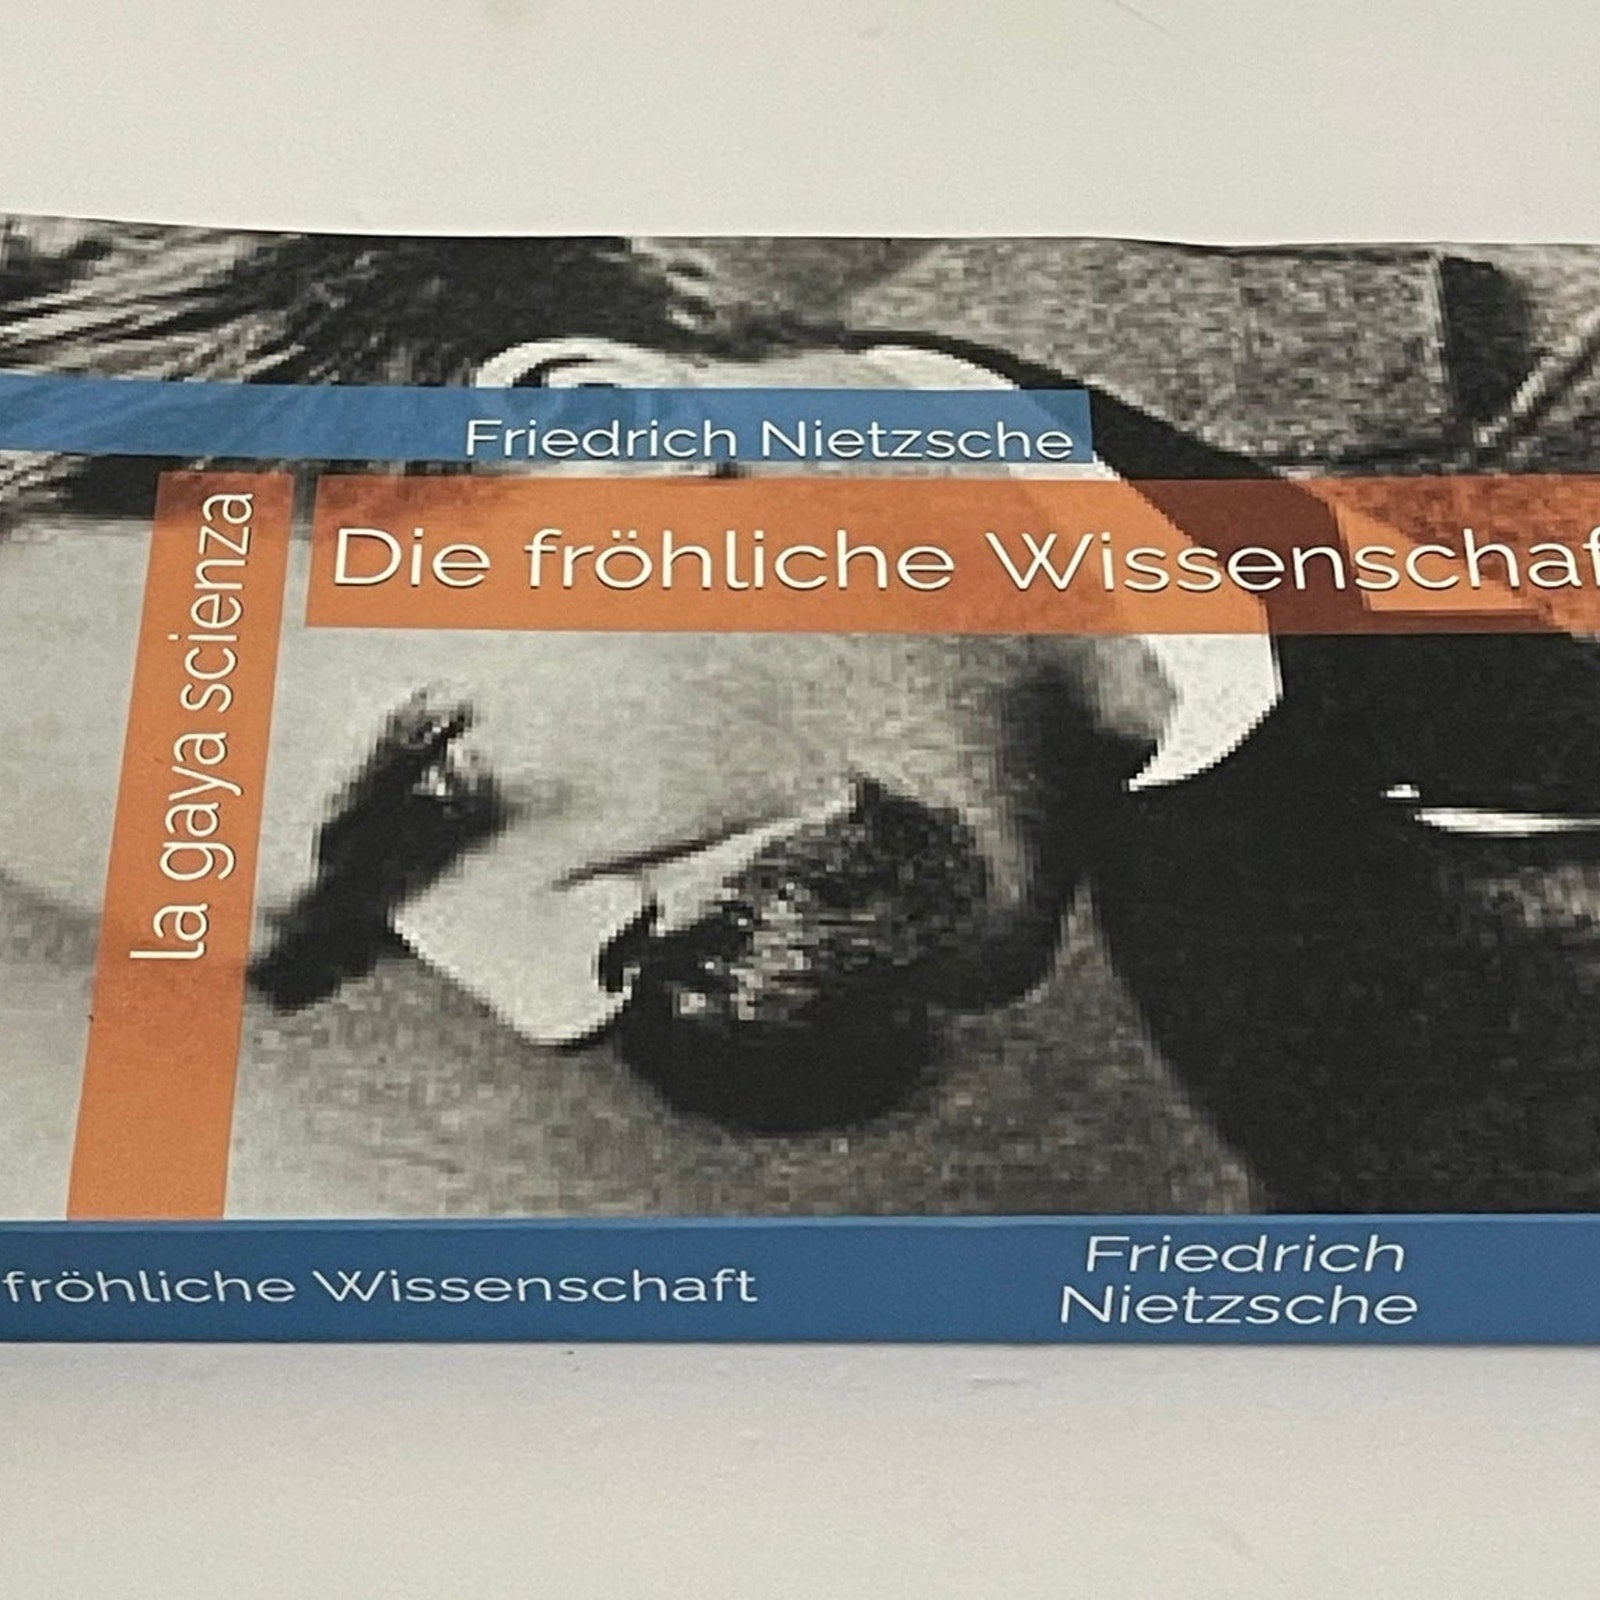 Friedrich Nietzsche
Die fröhliche Wissenschaf
la gaya scienza
fröhliche Wissenschaft
Friedrich
Nietzsche